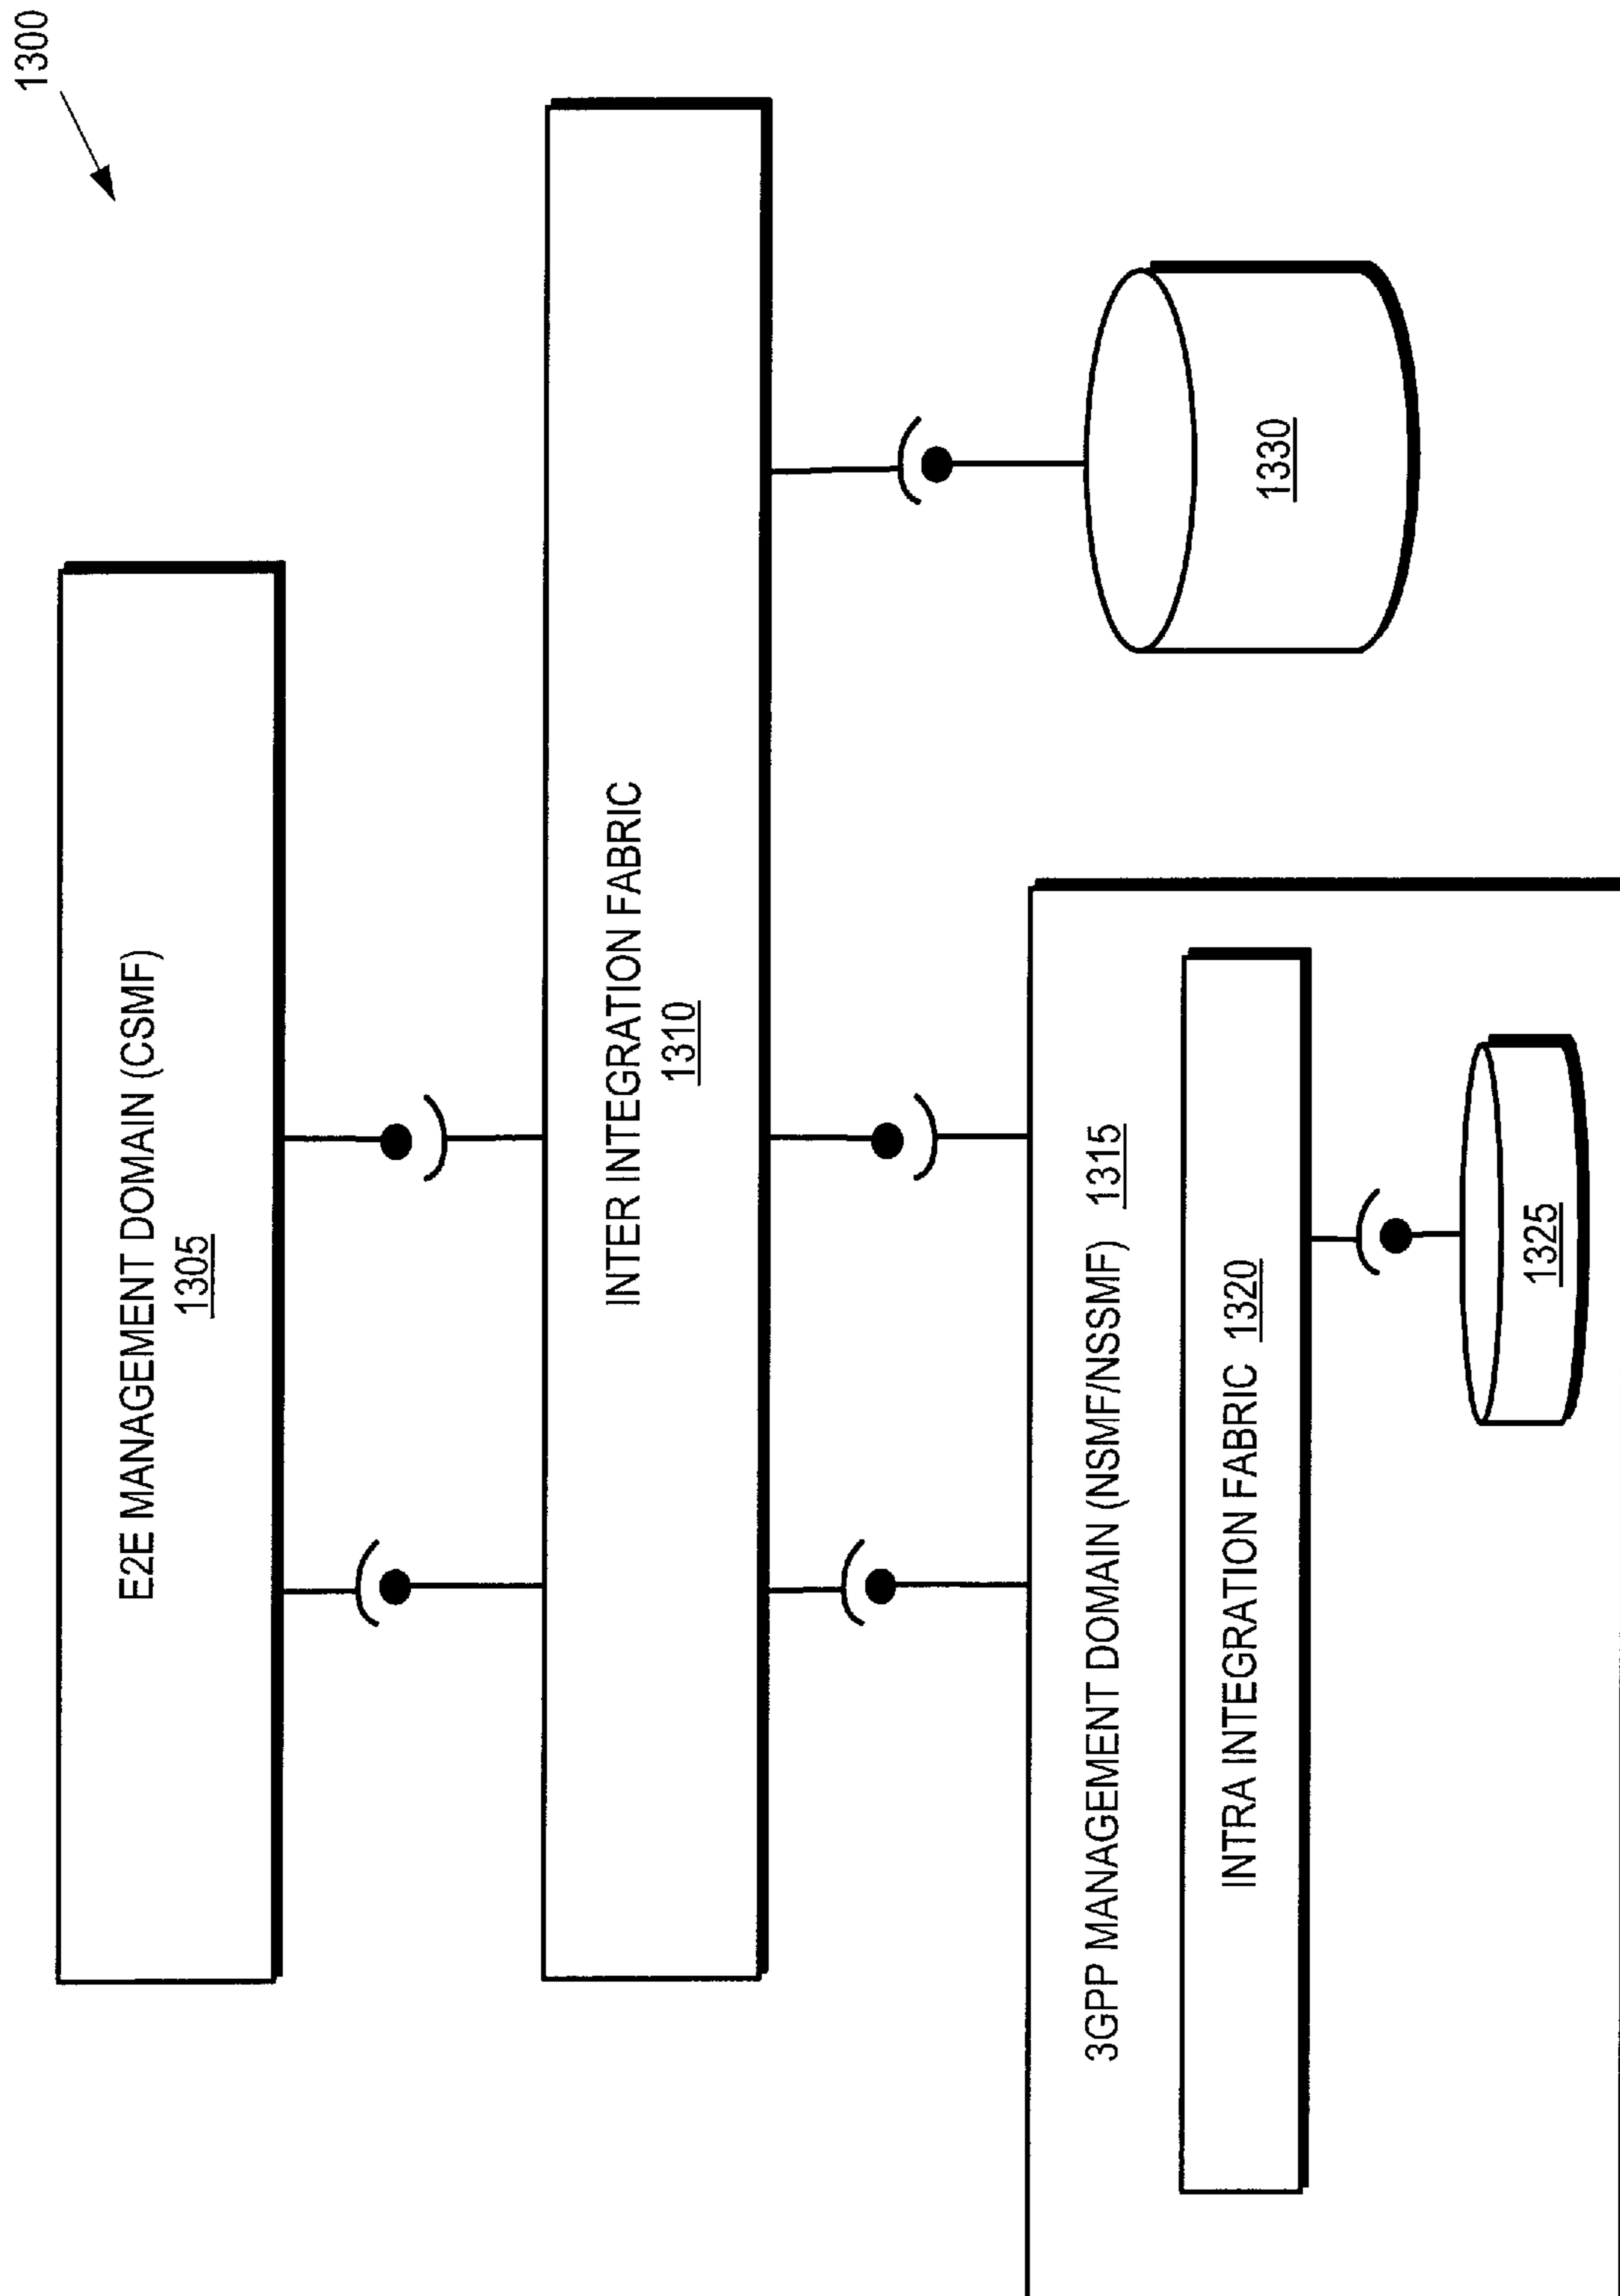 1300
E2E MANAGEMENT DOMAIN (CSMF)
1305
INTER INTEGRATION FABRIC
1310
3GPP MANAGEMENT DOMAIN (NSMF/NSSMF) 1315
INTRA INTEGRATION FABRIC 1320
1325
1330